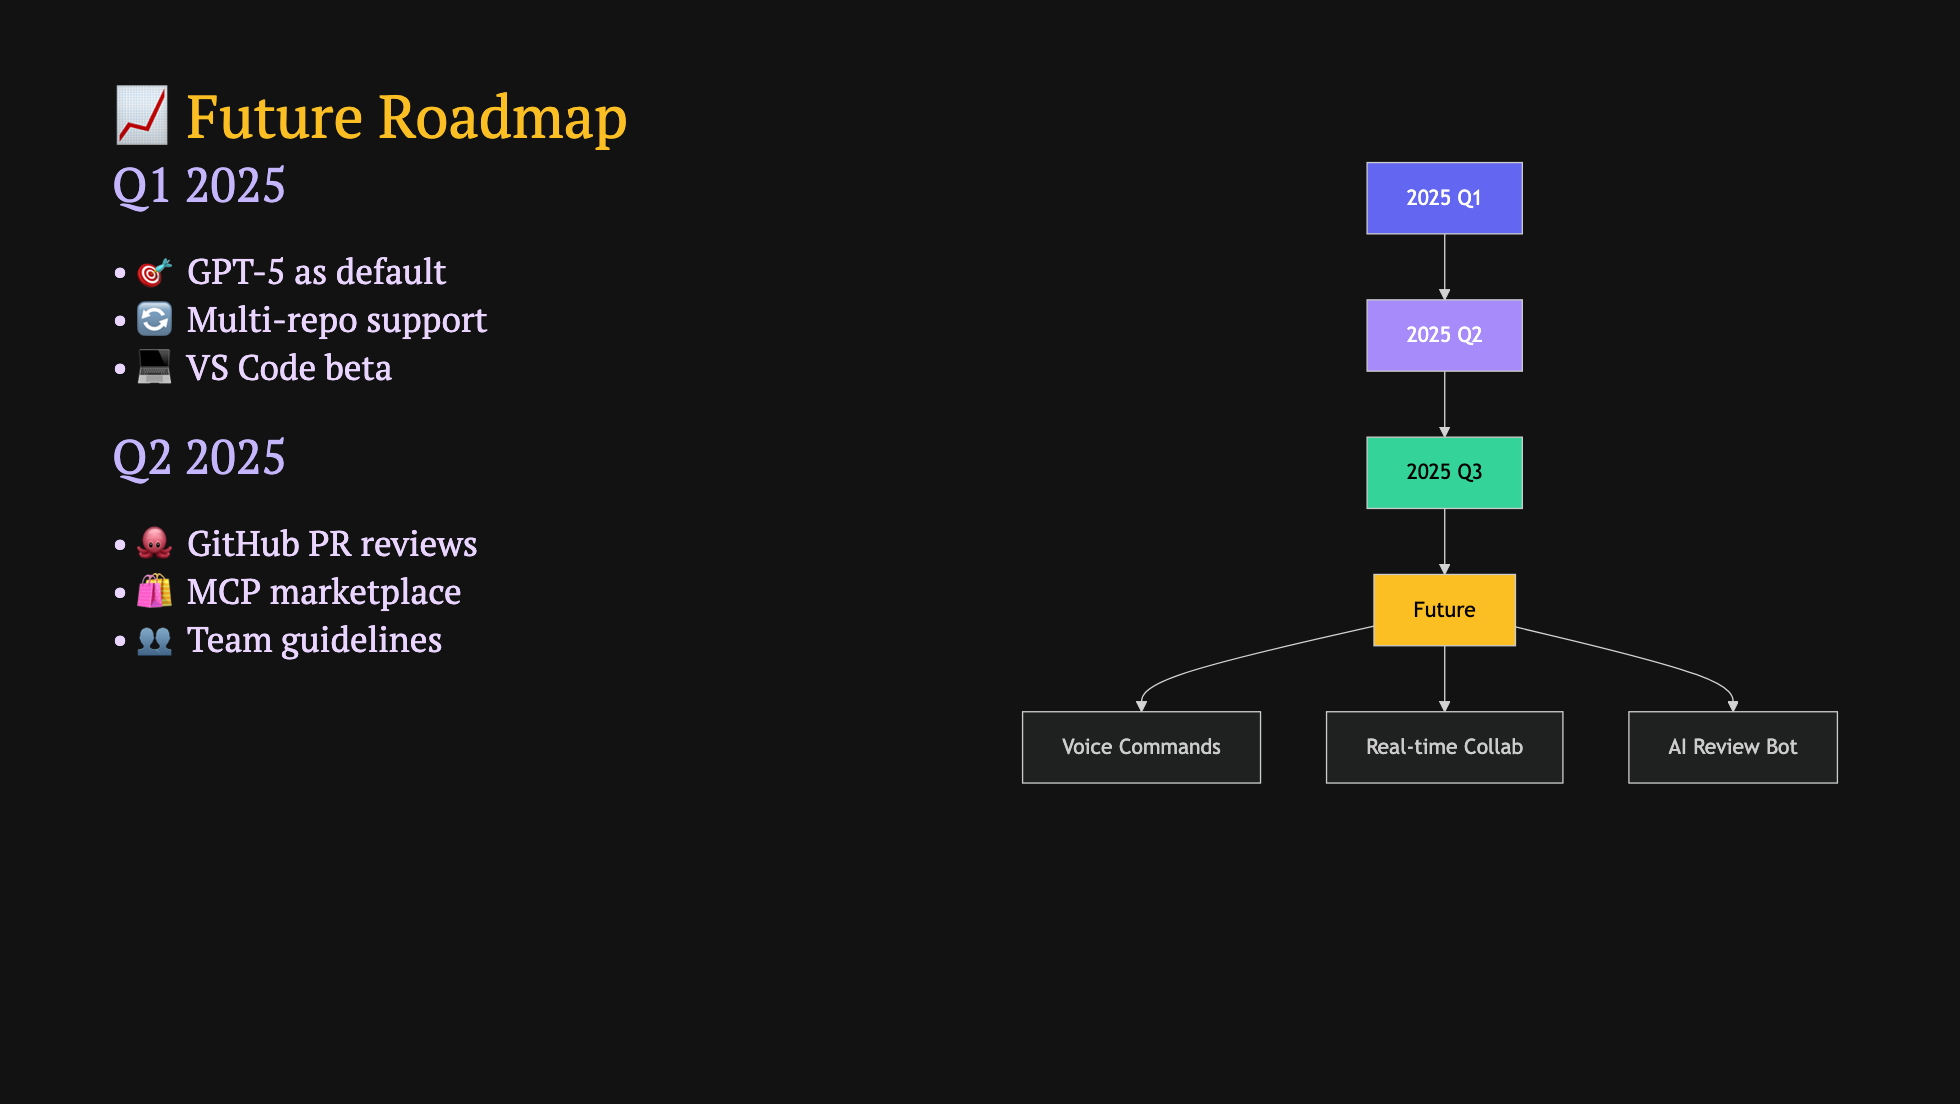 📈 Future Roadmap
Q1 2025
• 🎯 GPT-5 as default
• 🔄 Multi-repo support
• 💻 VS Code beta
Q2 2025
• 🐙 GitHub PR reviews
• 🛍️ MCP marketplace
• 👥 Team guidelines
2025 Q1
2025 Q2
2025 Q3
Future
Voice Commands
Real-time Collab
AI Review Bot